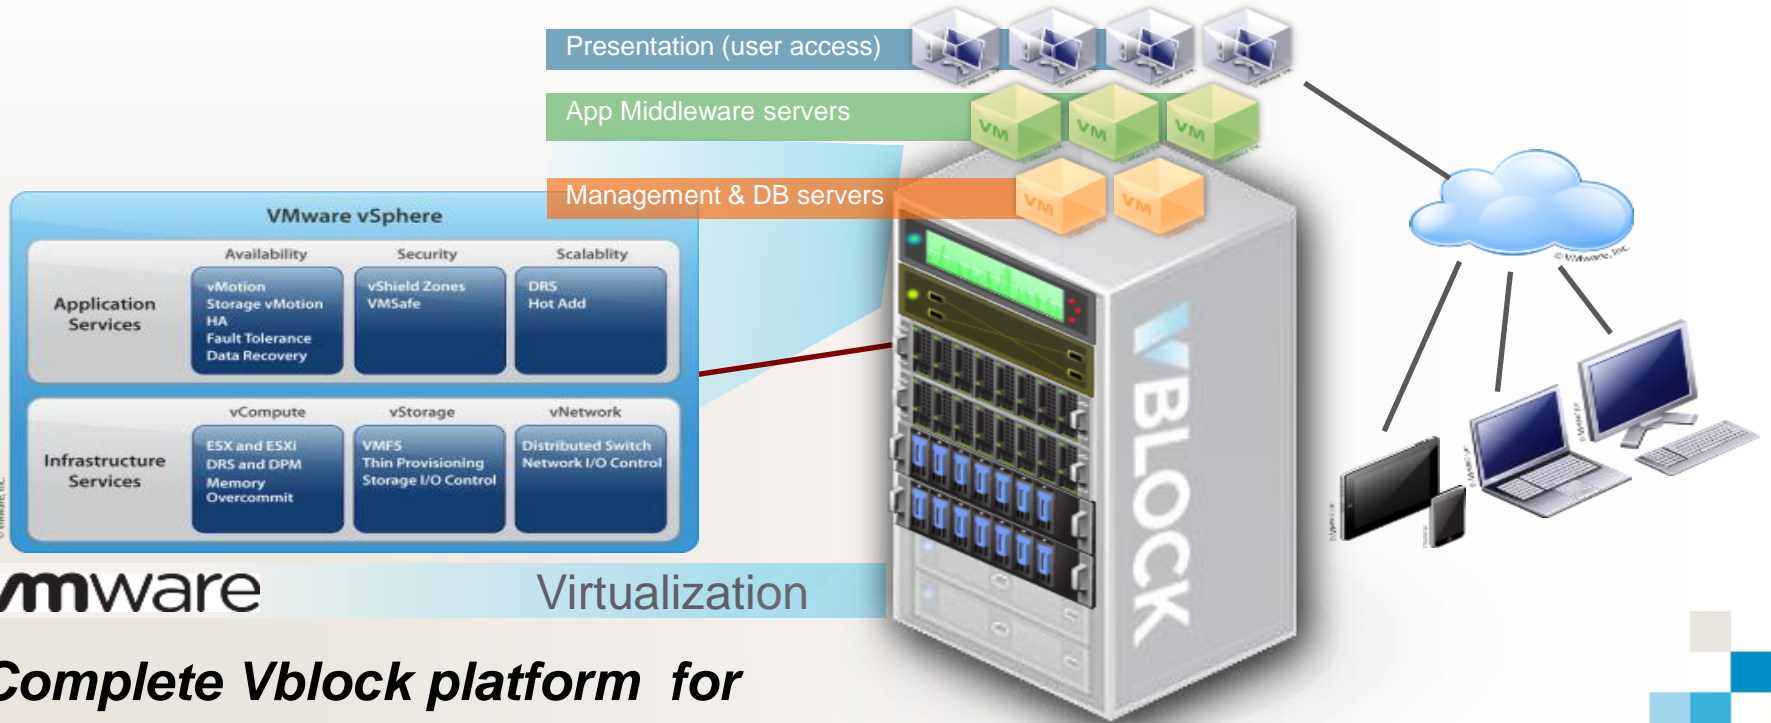 Presentation (user access)
App Middleware servers
VM VM VM
Management & DB servers
VM VM
VMware vSphere
Availability Security Scalablity
Application
Services
vMotion
Storage vMotion
HA
Fault Tolerance
Data Recovery
vShield Zones
VMSafe
DRS
Hot Add
vCompute vStorage vNetwork
Infrastructure
Services
ESX and ESXi
DRS and DPM
Memory
Overcommit
VMFS
Thin Provisioning
Storage I/O Control
Distributed Switch
Network I/O Control
VBLOCK
© VMware, Inc.
vmware
Virtualization
Complete Vblock platform for